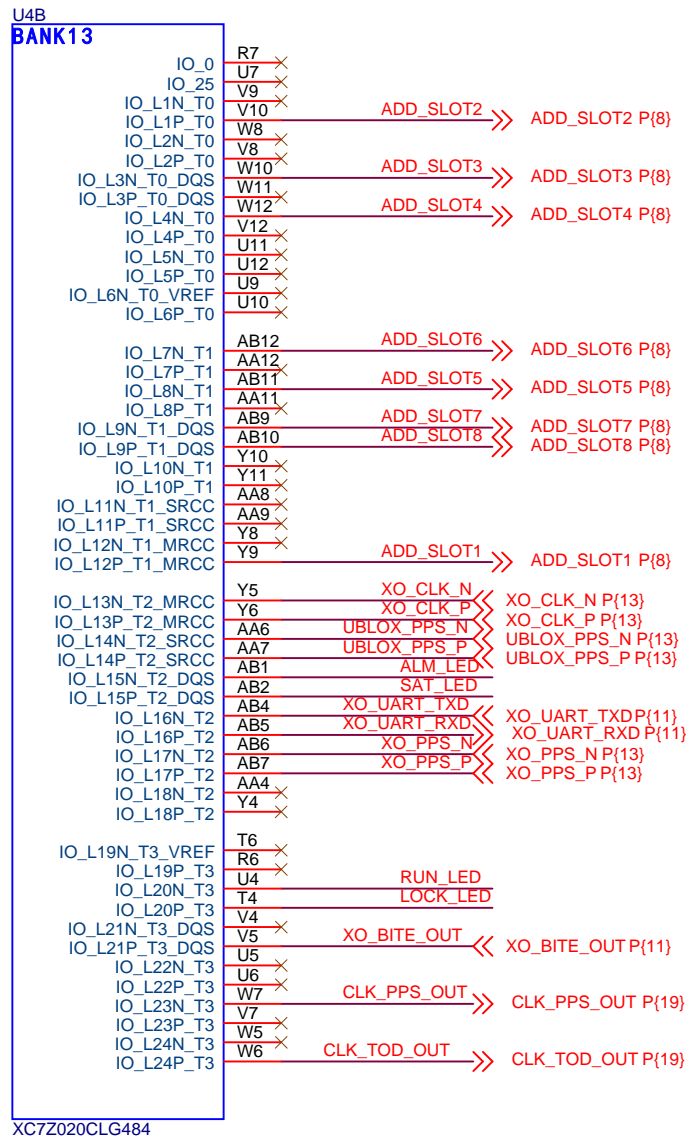 U4B
BANK13
IO_0 R7
IO_25 U7
IO_L1N_T0 V9
IO_L1P_T0 V10 ADD_SLOT2 ADD_SLOT2 P{8}
IO_L2N_T0 W8
IO_L2P_T0 V8
IO_L3N_T0_DQS W10 ADD_SLOT3 ADD_SLOT3 P{8}
IO_L3P_T0_DQS W11
IO_L4N_T0 W12 ADD_SLOT4 ADD_SLOT4 P{8}
IO_L4P_T0 V12
IO_L5N_T0 U11
IO_L5P_T0 U12
IO_L6N_T0_VREF U9
IO_L6P_T0 U10
IO_L7N_T1 AB12 ADD_SLOT6 ADD_SLOT6 P{8}
IO_L7P_T1 AA12
IO_L8N_T1 AB11 ADD_SLOT5 ADD_SLOT5 P{8}
IO_L8P_T1 AA11
IO_L9N_T1_DQS AB9 ADD_SLOT7 ADD_SLOT7 P{8}
IO_L9P_T1_DQS AB10 ADD_SLOT8 ADD_SLOT8 P{8}
IO_L10N_T1 Y10
IO_L10P_T1 Y11
IO_L11N_T1_SRCC AA8
IO_L11P_T1_SRCC AA9
IO_L12N_T1_MRCC Y8
IO_L12P_T1_MRCC Y9 ADD_SLOT1 ADD_SLOT1 P{8}
IO_L13N_T2_MRCC Y5 XO_CLK_N XO_CLK_N P{13}
IO_L13P_T2_MRCC Y6 XO_CLK_P XO_CLK_P P{13}
IO_L14N_T2_SRCC AA6 UBLOX_PPS_N UBLOX_PPS_N P{13}
IO_L14P_T2_SRCC AA7 UBLOX_PPS_P UBLOX_PPS_P P{13}
IO_L15N_T2_DQS AB1 ALM_LED
IO_L15P_T2_DQS AB2 SAT_LED
IO_L16N_T2 AB4 XO_UART_TXD XO_UART_TXD P{11}
IO_L16P_T2 AB5 XO_UART_RXD XO_UART_RXD P{11}
IO_L17N_T2 AB6 XO_PPS_N XO_PPS_N P{13}
IO_L17P_T2 AB7 XO_PPS_P XO_PPS_P P{13}
IO_L18N_T2 AA4
IO_L18P_T2 Y4
IO_L19N_T3_VREF T6
IO_L19P_T3 R6
IO_L20N_T3 U4 RUN_LED
IO_L20P_T3 T4 LOCK_LED
IO_L21N_T3_DQS V4
IO_L21P_T3_DQS V5 XO_BITE_OUT XO_BITE_OUT P{11}
IO_L22N_T3 U5
IO_L22P_T3 U6
IO_L23N_T3 W7 CLK_PPS_OUT CLK_PPS_OUT P{19}
IO_L23P_T3 V7
IO_L24N_T3 W5
IO_L24P_T3 W6 CLK_TOD_OUT CLK_TOD_OUT P{19}
XC7Z020CLG484